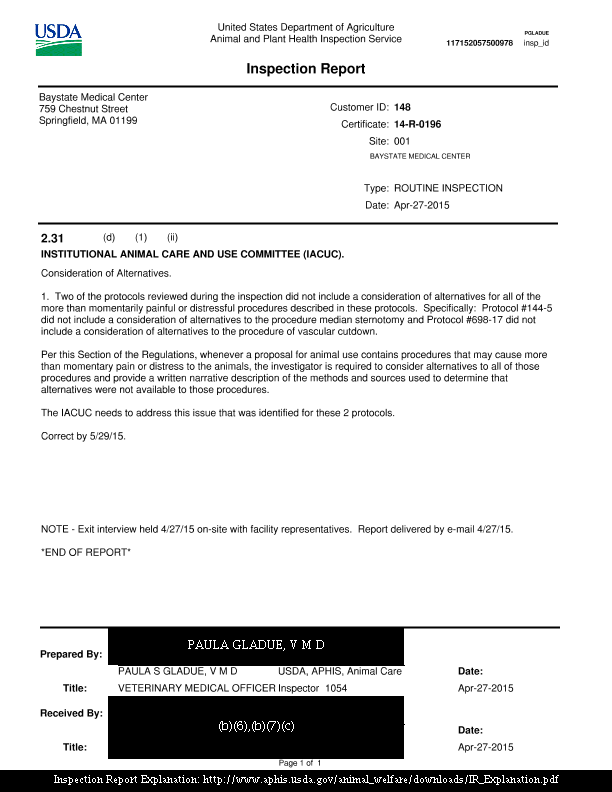 USDA
United States Department of Agriculture
Animal and Plant Health Inspection Service
PGLADUE
117152057500978 insp_id
Inspection Report
Baystate Medical Center
759 Chestnut Street
Springfield, MA 01199
Customer ID: 148
Certificate: 14-R-0196
Site: 001
BAYSTATE MEDICAL CENTER
Type: ROUTINE INSPECTION
Date: Apr-27-2015
2.31 (d) (1) (ii)
INSTITUTIONAL ANIMAL CARE AND USE COMMITTEE (IACUC).
Consideration of Alternatives.
1. Two of the protocols reviewed during the inspection did not include a consideration of alternatives for all of the
more than momentarily painful or distressful procedures described in these protocols. Specifically: Protocol #144-5
did not include a consideration of alternatives to the procedure median sternotomy and Protocol #698-17 did not
include a consideration of alternatives to the procedure of vascular cutdown.
Per this Section of the Regulations, whenever a proposal for animal use contains procedures that may cause more
than momentary pain or distress to the animals, the investigator is required to consider alternatives to all of those
procedures and provide a written narrative description of the methods and sources used to determine that
alternatives were not available to those procedures.
The IACUC needs to address this issue that was identified for these 2 protocols.
Correct by 5/29/15.
NOTE - Exit interview held 4/27/15 on-site with facility representatives. Report delivered by e-mail 4/27/15.
*END OF REPORT*
PAULA GLADUE, V M D
Prepared By:
PAULA S GLADUE, V M D USDA, APHIS, Animal Care Date:
Title: VETERINARY MEDICAL OFFICER Inspector 1054 Apr-27-2015
Received By:
(b)(6),(b)(7)(c)
Date:
Title: Apr-27-2015
Page 1 of 1
Inspection Report Explanation: http://www.aphis.usda.gov/animal_welfare/downloads/IR_Explanation.pdf